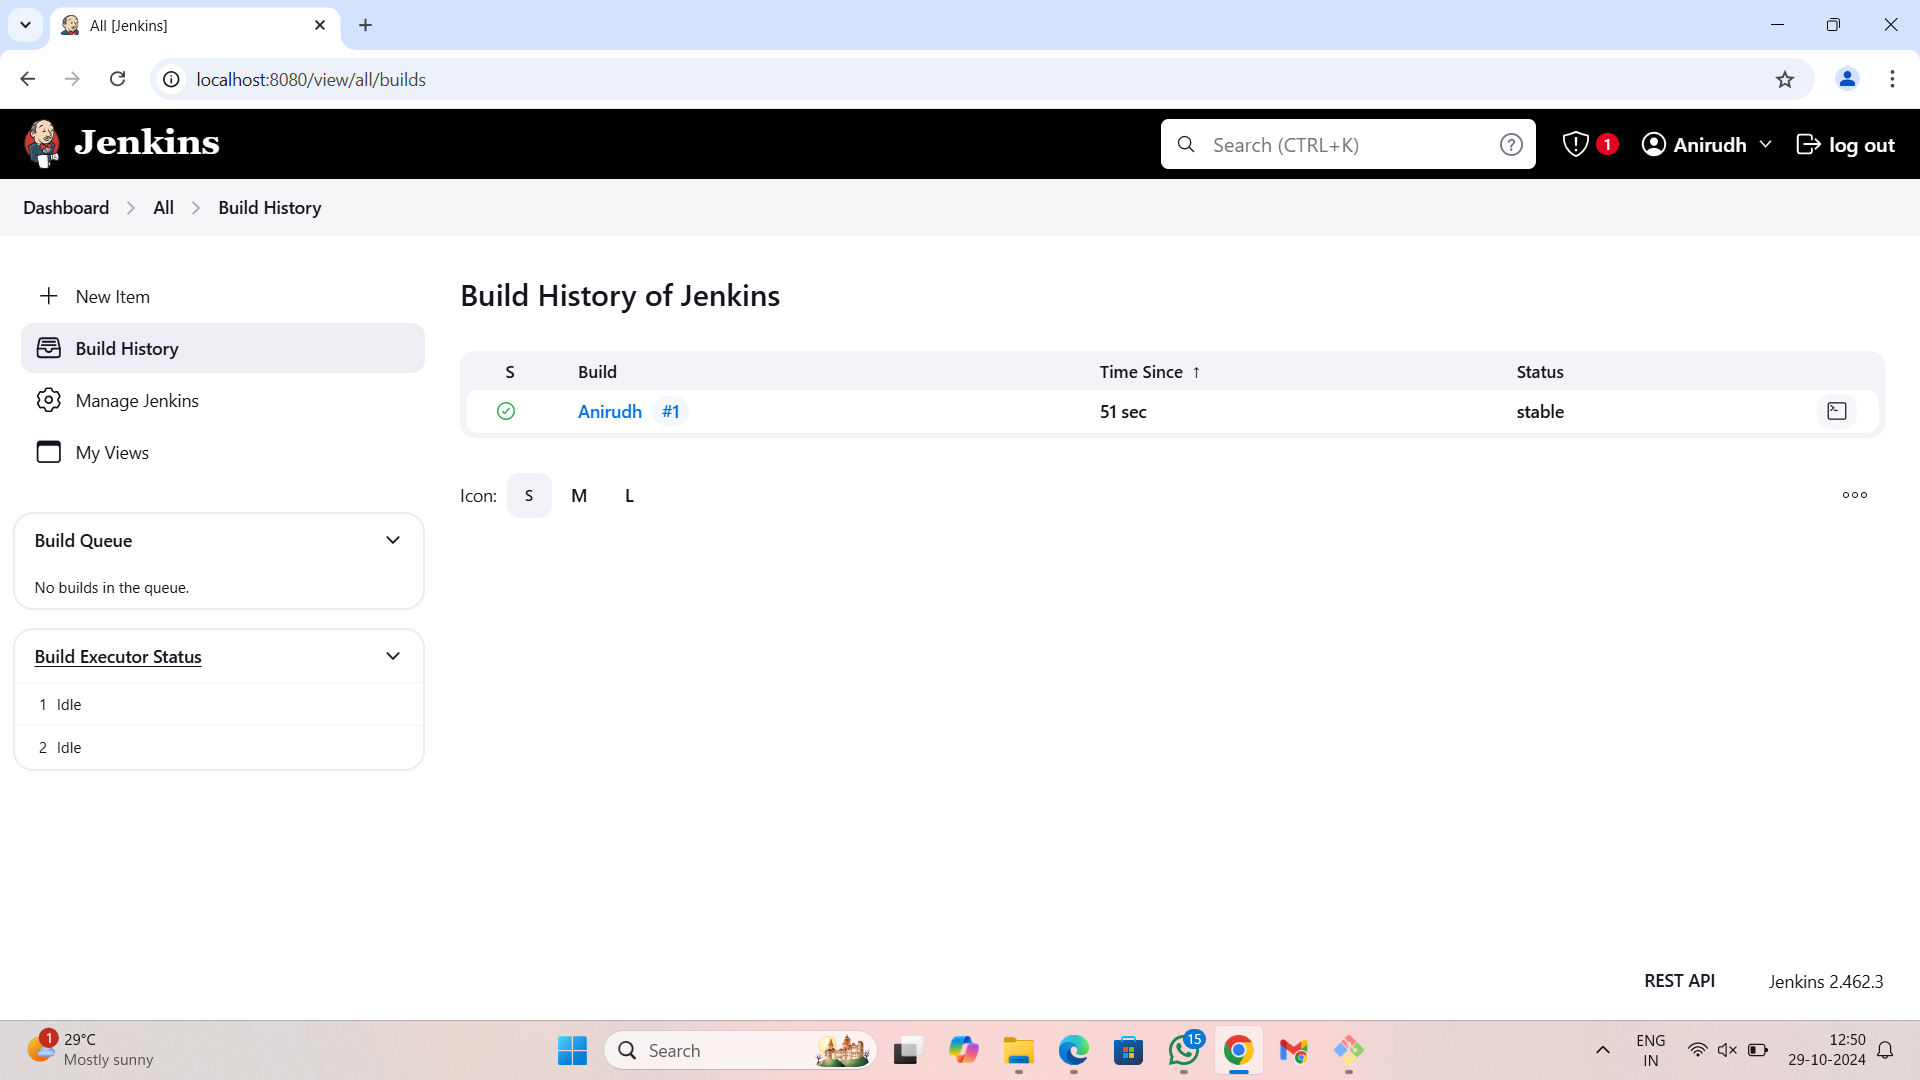 All [Jenkins]
localhost:8080/view/all/builds
Jenkins
Search (CTRL+K)
1
Anirudh
log out
Dashboard
All
Build History
New Item
Build History
Manage Jenkins
My Views
Build Queue
No builds in the queue.
Build Executor Status
1 Idle
2 Idle
Build History of Jenkins
S Build Time Since ↑ Status
Anirudh #1 51 sec stable
Icon: S M L
REST API Jenkins 2.462.3
1
29°C
Mostly sunny
Search
15
ENG
IN
12:50
29-10-2024